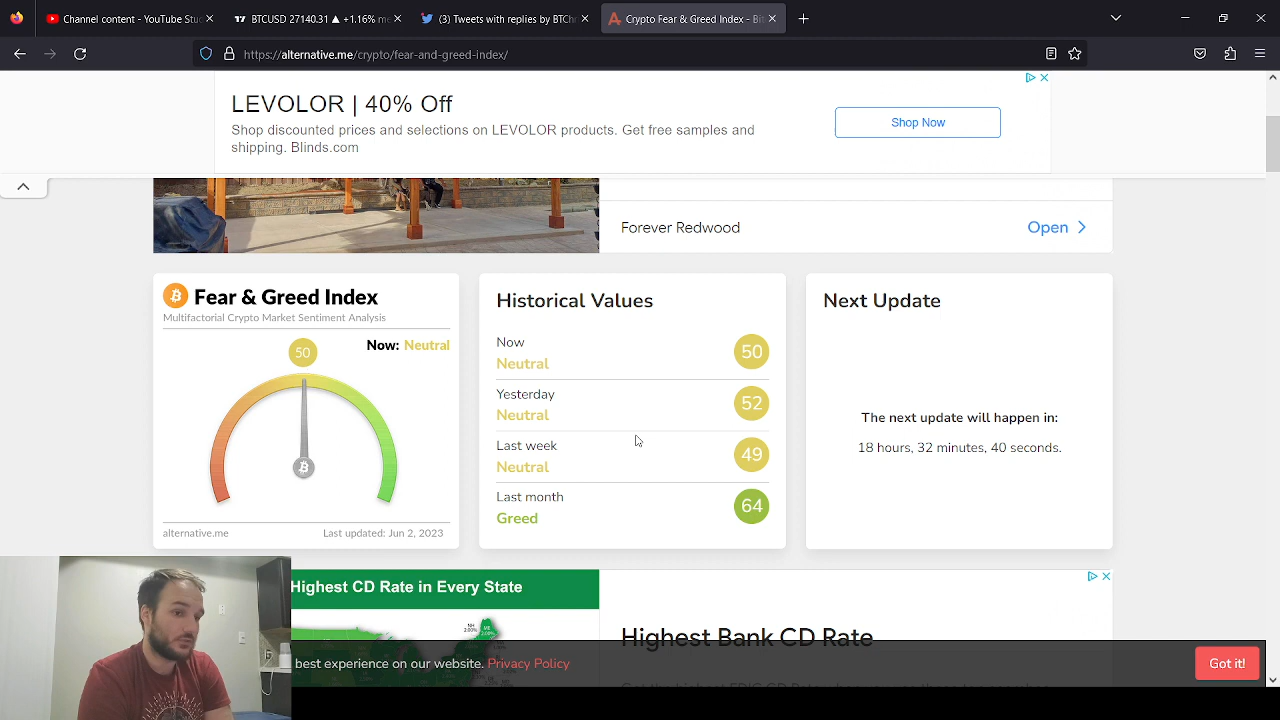 Channel content - YouTube Stu
BTCUSD 27140.31 ▲ +1.16%
(3) Tweets with replies by BTCh
Crypto Fear & Greed Index - Bit
https://alternative.me/crypto/fear-and-greed-index/
LEVOLOR | 40% Off
Shop discounted prices and selections on LEVOLOR products. Get free samples and
shipping. Blinds.com
Shop Now
Forever Redwood
Open
Fear & Greed Index
Multifactorial Crypto Market Sentiment Analysis
Now: Neutral
50
alternative.me
Last updated: Jun 2, 2023
Historical Values
Now
Neutral
50
Yesterday
Neutral
52
Last week
Neutral
49
Last month
Greed
64
Next Update
The next update will happen in:
18 hours, 32 minutes, 40 seconds.
Highest CD Rate in Every State
NH
2.00%
ME
Highest Bank CD Rate
best experience on our website. Privacy Policy
Got it!